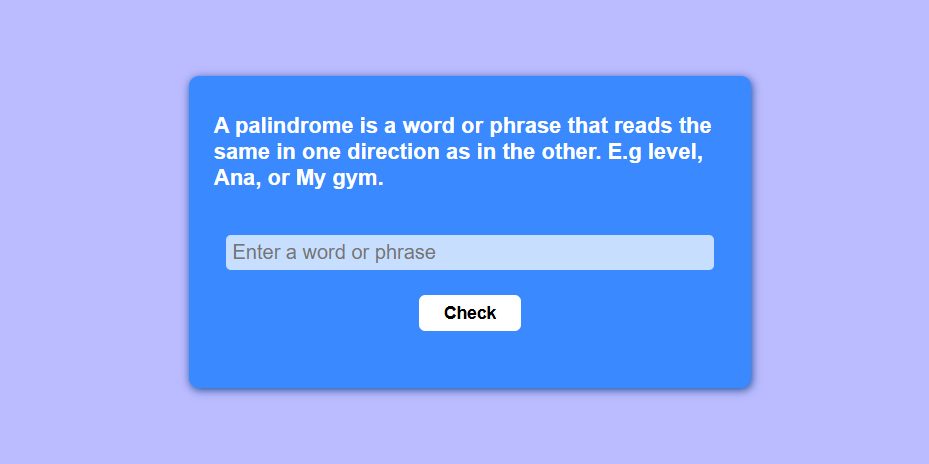 A palindrome is a word or phrase that reads the
same in one direction as in the other. E.g level,
Ana, or My gym.
Enter a word or phrase
Check